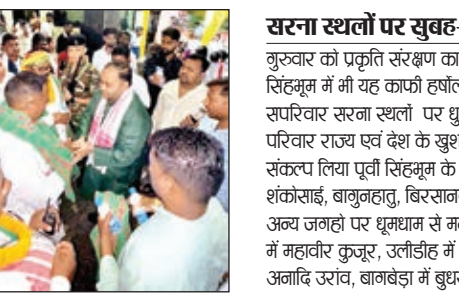 सरना स्थलों पर सुबह-
गुरुवार को प्रकृति संरक्षण का
सिंहभूम में भी यह काफी हर्षोल
सपरिवार सरना स्थलों पर धु
परिवार राज्य एवं देश के खुश
संकल्प लिया पूर्वी सिंहभूम के
शंकोसाई, बागुनहातु, बिरसान
अन्य जगहो पर धूमधाम से म
में महावीर कुजूर, उलीडीह में
अनादि उरांव, बागबेड़ा में बुध